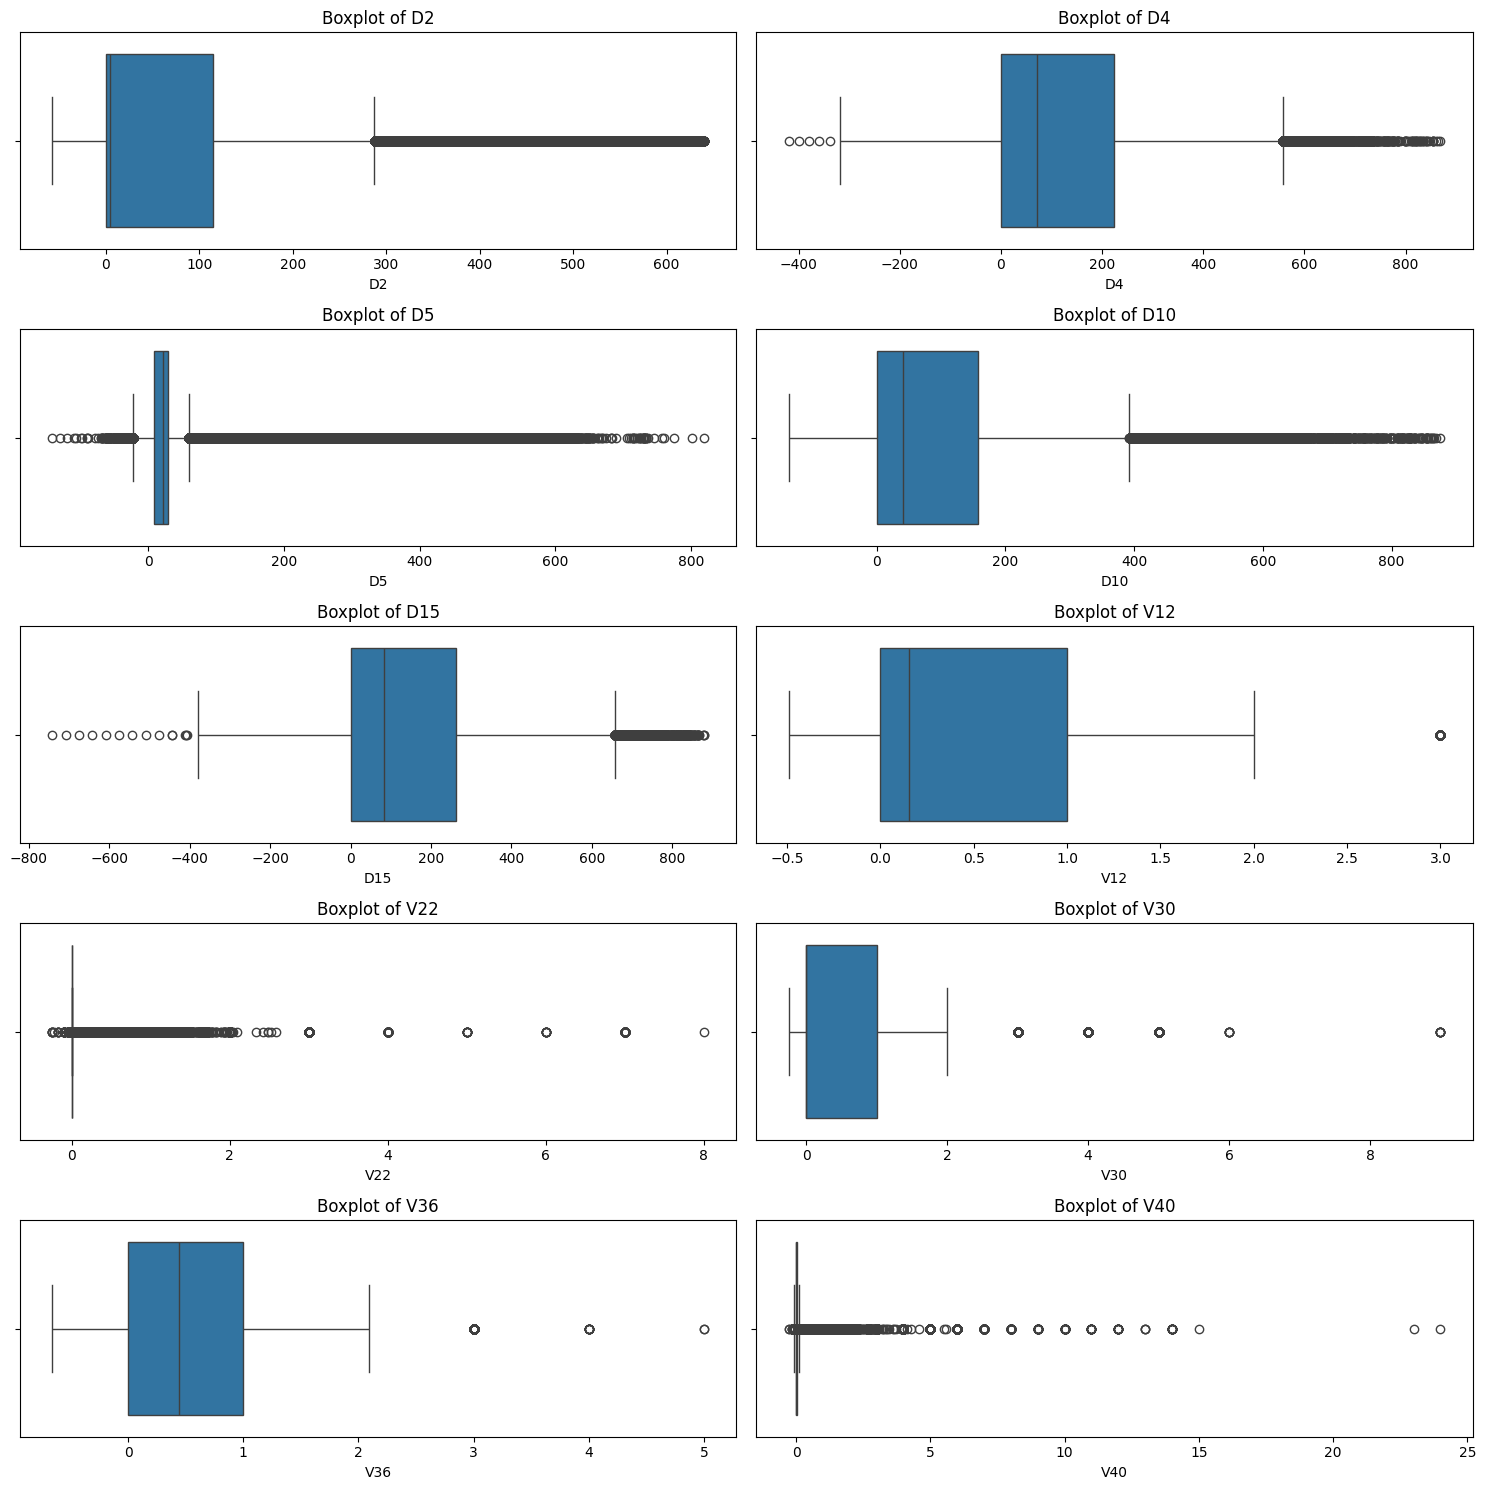 Boxplot of D2
Boxplot of D4
0 100 200 300 400 500 600
−400 −200 0 200 400 600 800
D2
D4
Boxplot of D5
Boxplot of D10
0 200 400 600 800
0 200 400 600 800
D5
D10
Boxplot of D15
Boxplot of V12
−800 −600 −400 −200 0 200 400 600 800
−0.5 0.0 0.5 1.0 1.5 2.0 2.5 3.0
D15
V12
Boxplot of V22
Boxplot of V30
0 2 4 6 8
0 2 4 6 8
V22
V30
Boxplot of V36
Boxplot of V40
0 1 2 3 4 5
0 5 10 15 20 25
V36
V40